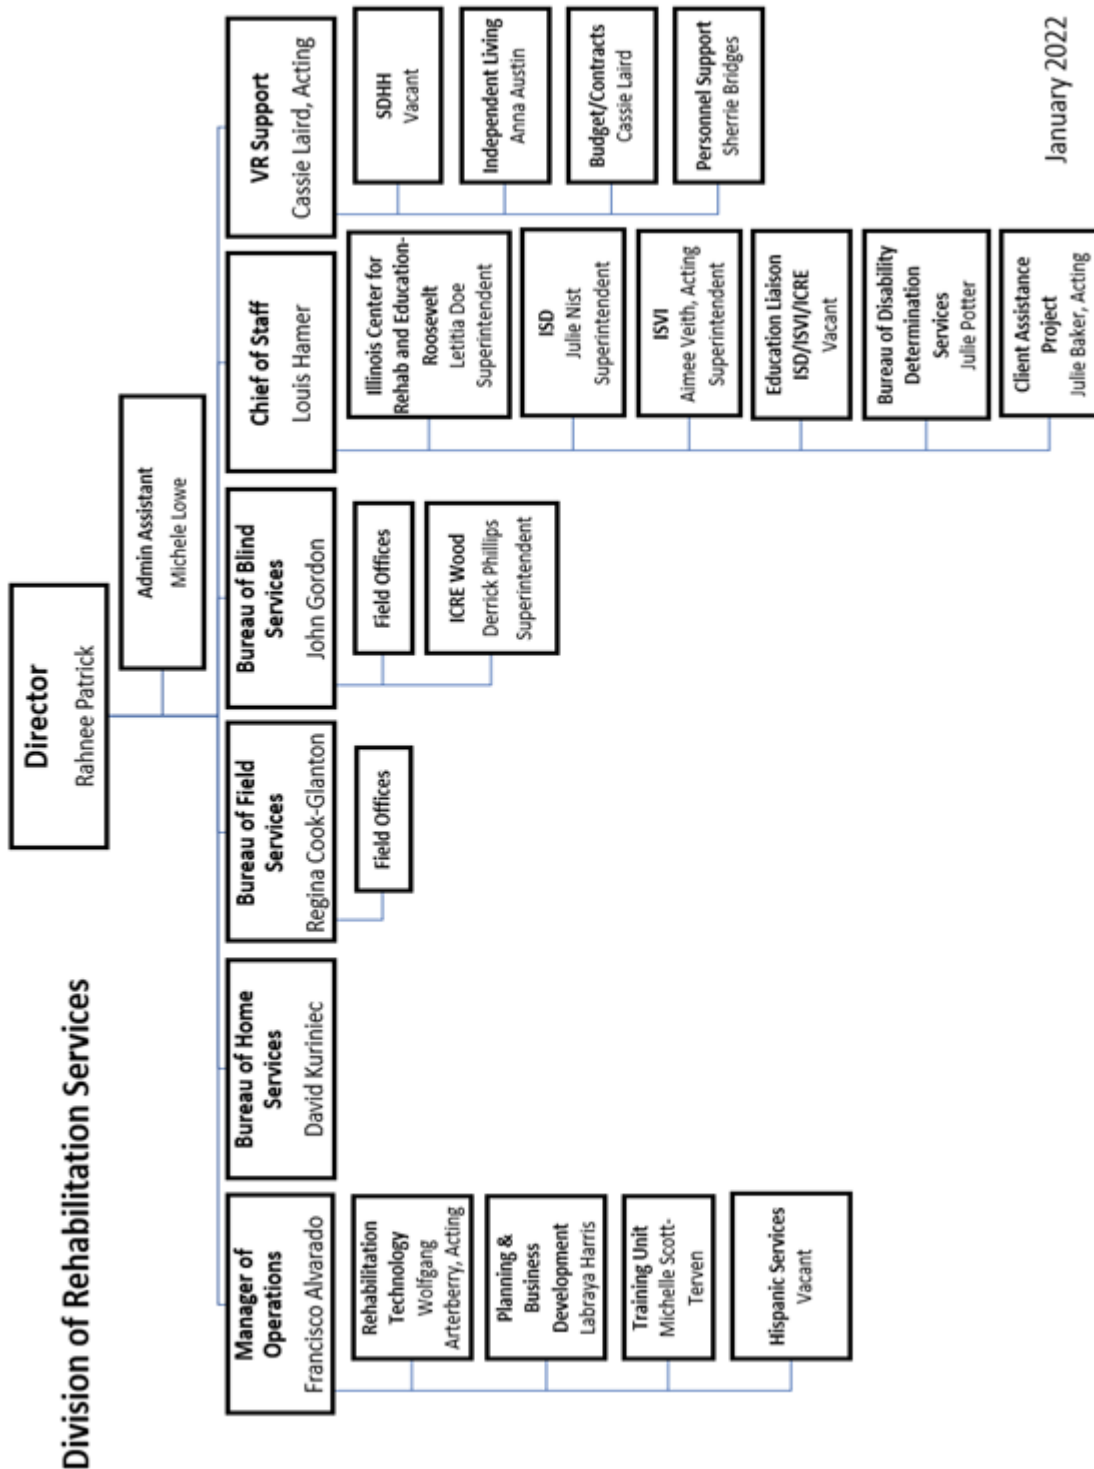 Division of Rehabilitation Services
Director
Rahnee Patrick
Admin Assistant
Michele Lowe
Manager of
Operations
Francisco Alvarado
Rehabilitation
Technology
Wolfgang
Arterberry, Acting
Planning &
Business
Development
Labraya Harris
Training Unit
Michelle Scott-
Terven
Hispanic Services
Vacant
Bureau of Home
Services
David Kuriniec
Bureau of Field
Services
Regina Cook-Glanton
Field Offices
Bureau of Blind
Services
John Gordon
Field Offices
ICRE Wood
Derrick Phillips
Superintendent
Chief of Staff
Louis Hamer
Illinois Center for
Rehab and Education-
Roosevelt
Letitia Doe
Superintendent
ISD
Julie Nist
Superintendent
ISVI
Aimee Veith, Acting
Superintendent
Education Liaison
ISD/ISVI/ICRE
Vacant
Bureau of Disability
Determination
Services
Julie Potter
Client Assistance
Project
Julie Baker, Acting
VR Support
Cassie Laird, Acting
SDHH
Vacant
Independent Living
Anna Austin
Budget/Contracts
Cassie Laird
Personnel Support
Sherrie Bridges
January 2022